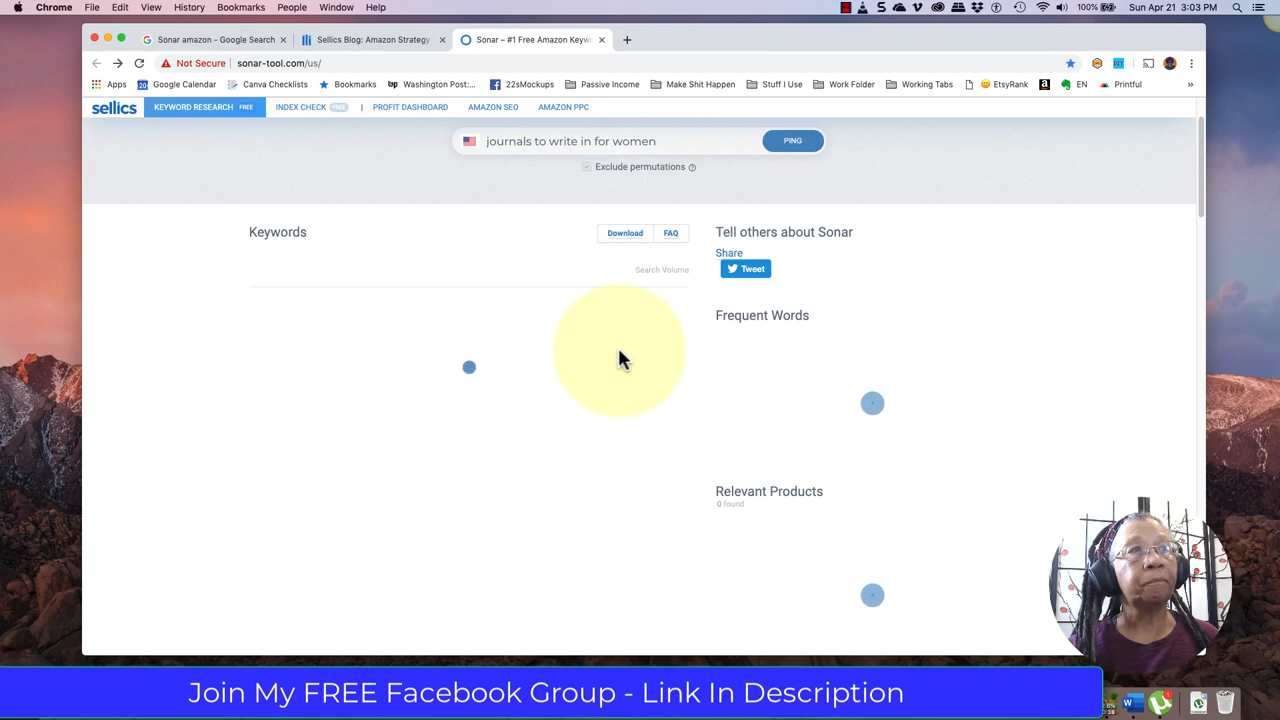 Chrome File Edit View History Bookmarks People Window Help 100% Sun Apr 21 3:03 PM
Sonar amazon - Google Search Sellics Blog: Amazon Strategy Sonar – #1 Free Amazon Keyw
Not Secure sonar-tool.com/us/
Apps Google Calendar Canva Checklists Bookmarks Washington Post:... 22sMockups Passive Income Make Shit Happen Stuff I Use Work Folder Working Tabs EtsyRank EN Printful »
sellics KEYWORD RESEARCH FREE INDEX CHECK FREE | PROFIT DASHBOARD AMAZON SEO AMAZON PPC
journals to write in for women PING
Exclude permutations
Keywords Download FAQ
Search Volume
Tell others about Sonar
Share
Tweet
Frequent Words
Relevant Products
0 found
Join My FREE Facebook Group - Link In Description